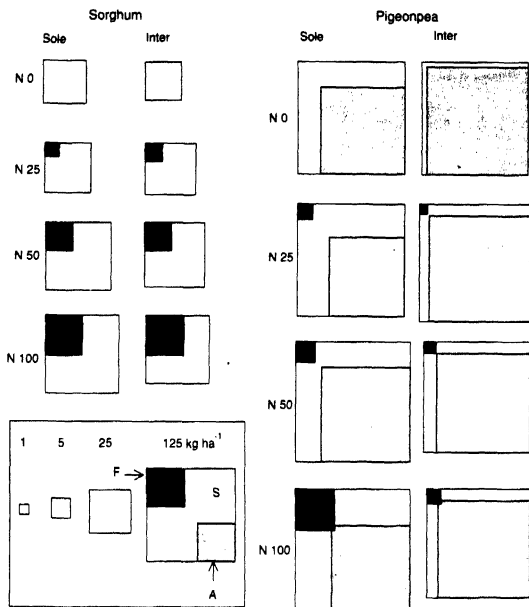 Sorghum
Sole Inter
N 0
N 25
N 50
N 100
1 5 25 125 kg ha⁻¹
F
S
A
Pigeonpea
Sole Inter
N 0
N 25
N 50
N 100